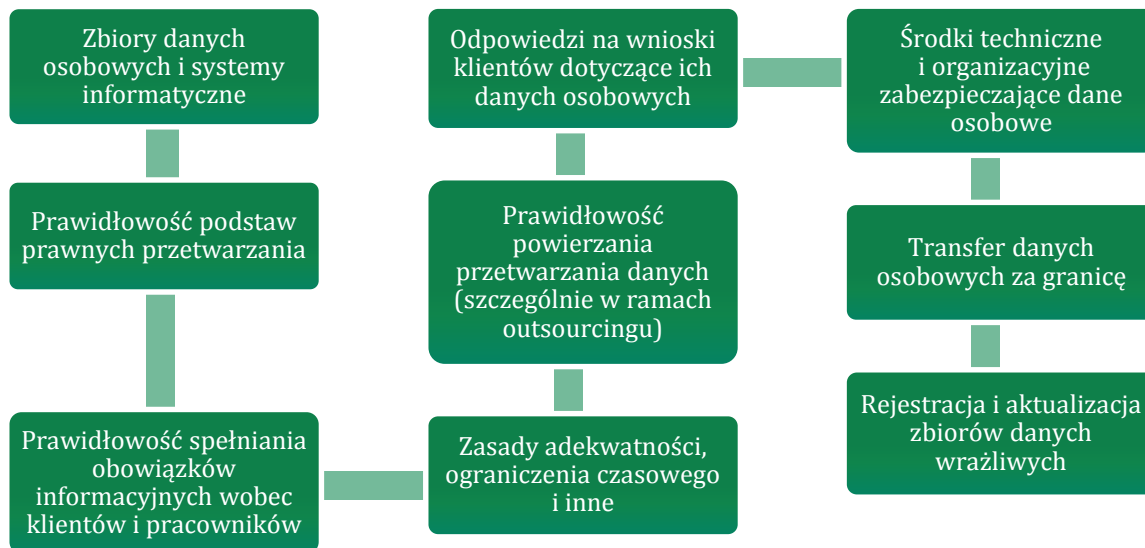 Zbiory danych
osobowych i systemy
informatyczne
Prawidłowość podstaw
prawnych przetwarzania
Prawidłowość spełniania
obowiązków
informacyjnych wobec
klientów i pracowników
Zasady adekwatności,
ograniczenia czasowego
i inne
Prawidłowość
powierzania
przetwarzania danych
(szczególnie w ramach
outsourcingu)
Odpowiedzi na wnioski
klientów dotyczące ich
danych osobowych
Środki techniczne
i organizacyjne
zabezpieczające dane
osobowe
Transfer danych
osobowych za granicę
Rejestracja i aktualizacja
zbiorów danych
wrażliwych